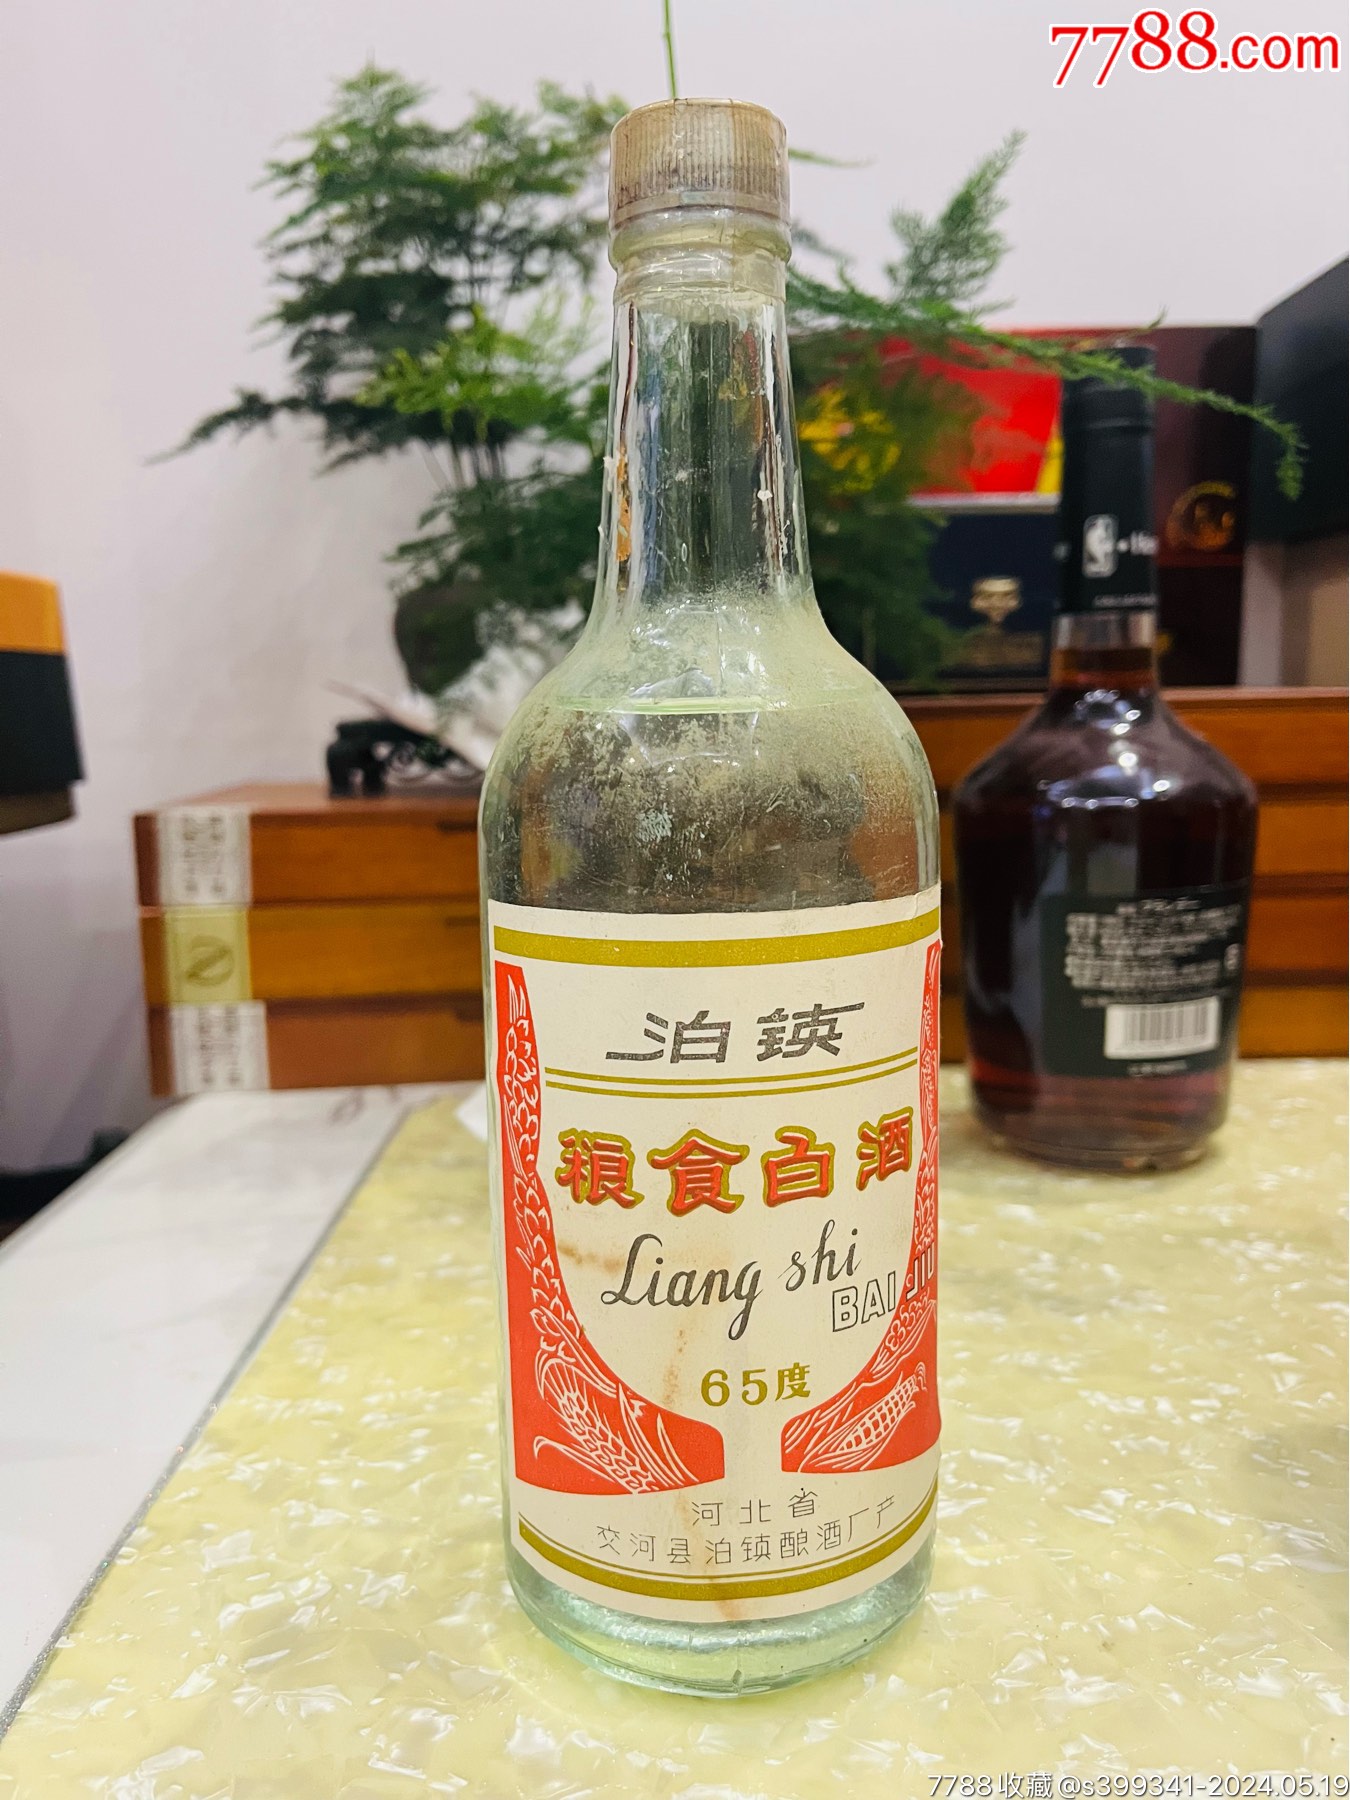 7788.com
泊镇
粮食白酒
Liang shi
BAI JIU
65度
河北省
交河县泊镇酿酒厂产
7788收藏@s399341-2024.05.19